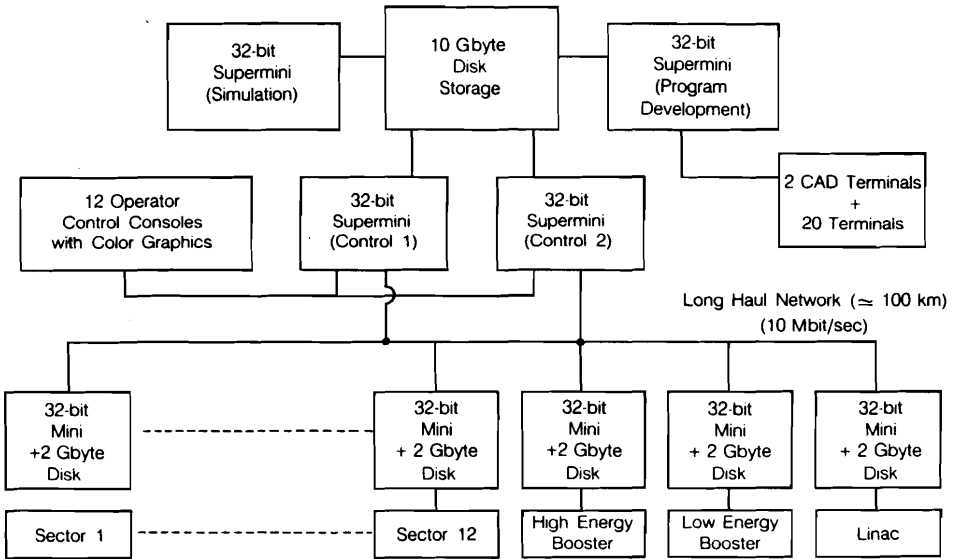 32-bit
Supermini
(Simulation)
10 Gbyte
Disk
Storage
32-bit
Supermini
(Program
Development)
12 Operator
Control Consoles
with Color Graphics
32-bit
Supermini
(Control 1)
32-bit
Supermini
(Control 2)
2 CAD Terminals
+
20 Terminals
Long Haul Network (≃ 100 km)
(10 Mbit/sec)
32-bit
Mini
+2 Gbyte
Disk
32-bit
Mini
+ 2 Gbyte
Disk
32-bit
Mini
+2 Gbyte
Disk
32-bit
Mini
+ 2 Gbyte
Disk
32-bit
Mini
+ 2 Gbyte
Disk
Sector 1
Sector 12
High Energy
Booster
Low Energy
Booster
Linac